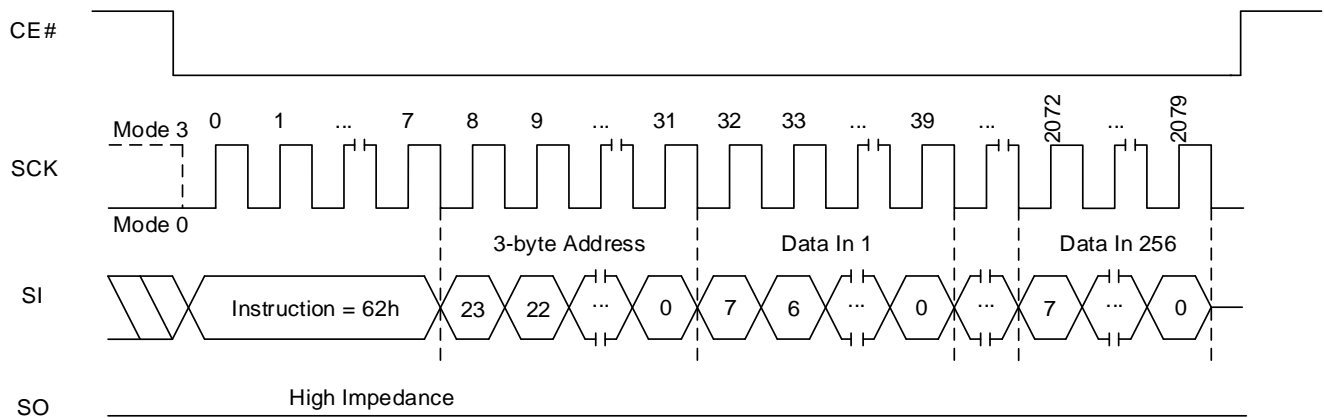 CE#
Mode 3
0 1 ... 7 8 9 ... 31 32 33 ... 39 ... 2072 ... 2079
SCK
Mode 0
3-byte Address Data In 1 Data In 256
SI
Instruction = 62h 23 22 ... 0 7 6 ... 0 ... 7 ... 0
High Impedance
SO